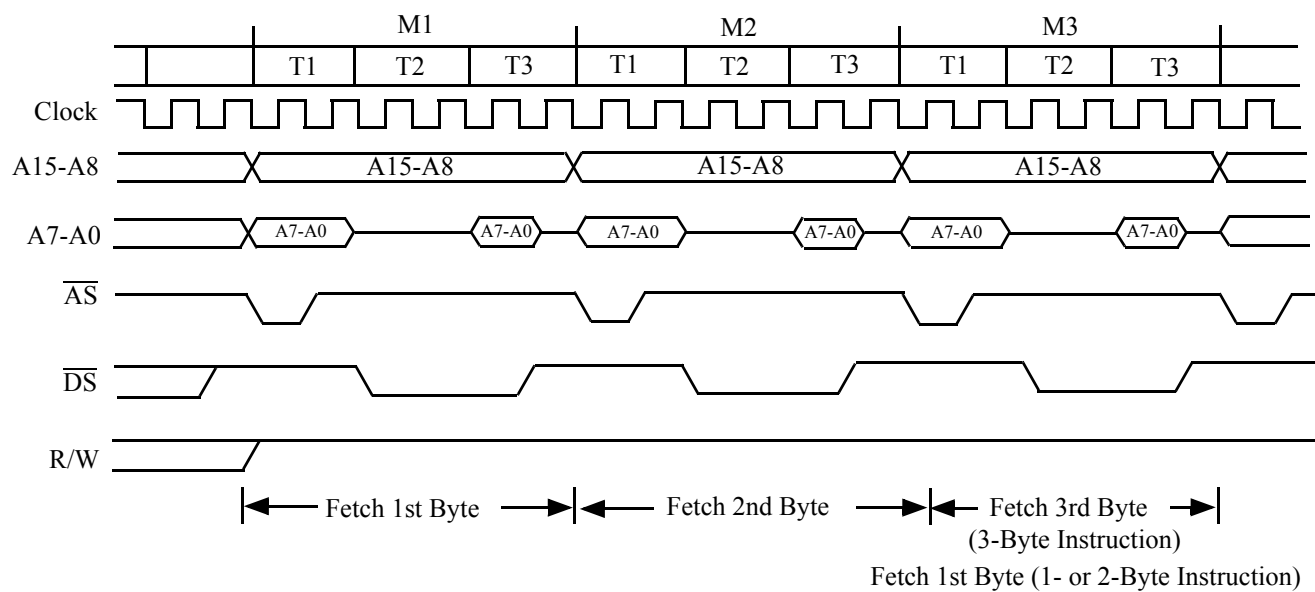 M1 M2 M3
T1 T2 T3 T1 T2 T3 T1 T2 T3
Clock
A15-A8 A15-A8 A15-A8 A15-A8
A7-A0 A7-A0 A7-A0 A7-A0 A7-A0 A7-A0 A7-A0
AS
DS
R/W
Fetch 1st Byte Fetch 2nd Byte Fetch 3rd Byte
(3-Byte Instruction)
Fetch 1st Byte (1- or 2-Byte Instruction)